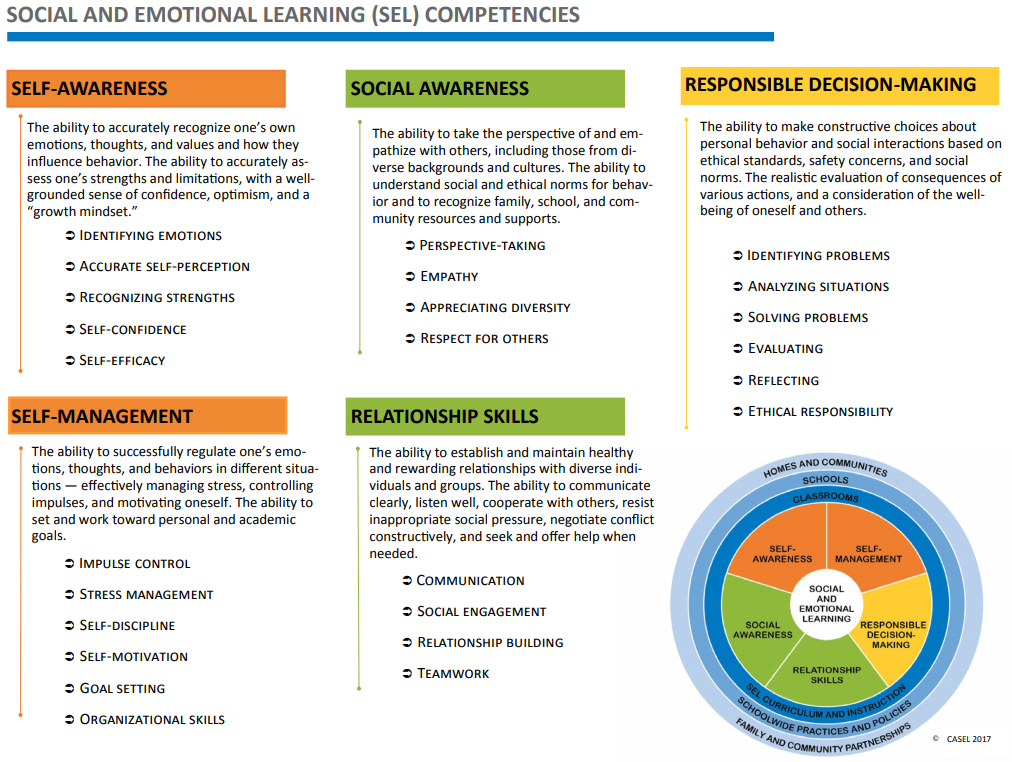 SOCIAL AND EMOTIONAL LEARNING (SEL) COMPETENCIES
SELF-AWARENESS
The ability to accurately recognize one's own
emotions, thoughts, and values and how they
influence behavior. The ability to accurately as-
sess one's strengths and limitations, with a well-
grounded sense of confidence, optimism, and a
“growth mindset.”
➲ IDENTIFYING EMOTIONS
➲ ACCURATE SELF-PERCEPTION
➲ RECOGNIZING STRENGTHS
➲ SELF-CONFIDENCE
➲ SELF-EFFICACY
SELF-MANAGEMENT
The ability to successfully regulate one's emo-
tions, thoughts, and behaviors in different situa-
tions — effectively managing stress, controlling
impulses, and motivating oneself. The ability to
set and work toward personal and academic
goals.
➲ IMPULSE CONTROL
➲ STRESS MANAGEMENT
➲ SELF-DISCIPLINE
➲ SELF-MOTIVATION
➲ GOAL SETTING
➲ ORGANIZATIONAL SKILLS
SOCIAL AWARENESS
The ability to take the perspective of and em-
pathize with others, including those from di-
verse backgrounds and cultures. The ability to
understand social and ethical norms for behav-
ior and to recognize family, school, and com-
munity resources and supports.
➲ PERSPECTIVE-TAKING
➲ EMPATHY
➲ APPRECIATING DIVERSITY
➲ RESPECT FOR OTHERS
RELATIONSHIP SKILLS
The ability to establish and maintain healthy
and rewarding relationships with diverse indi-
viduals and groups. The ability to communicate
clearly, listen well, cooperate with others, resist
inappropriate social pressure, negotiate conflict
constructively, and seek and offer help when
needed.
➲ COMMUNICATION
➲ SOCIAL ENGAGEMENT
➲ RELATIONSHIP BUILDING
➲ TEAMWORK
RESPONSIBLE DECISION-MAKING
The ability to make constructive choices about
personal behavior and social interactions based on
ethical standards, safety concerns, and social
norms. The realistic evaluation of consequences of
various actions, and a consideration of the well-
being of oneself and others.
➲ IDENTIFYING PROBLEMS
➲ ANALYZING SITUATIONS
➲ SOLVING PROBLEMS
➲ EVALUATING
➲ REFLECTING
➲ ETHICAL RESPONSIBILITY
HOMES AND COMMUNITIES
SCHOOLS
CLASSROOMS
SELF-
AWARENESS
SELF-
MANAGEMENT
SOCIAL
AND
EMOTIONAL
LEARNING
SOCIAL
AWARENESS
RESPONSIBLE
DECISION-
MAKING
RELATIONSHIP
SKILLS
SEL CURRICULUM AND INSTRUCTION
SCHOOLWIDE PRACTICES AND POLICIES
FAMILY AND COMMUNITY PARTNERSHIPS
© CASEL 2017